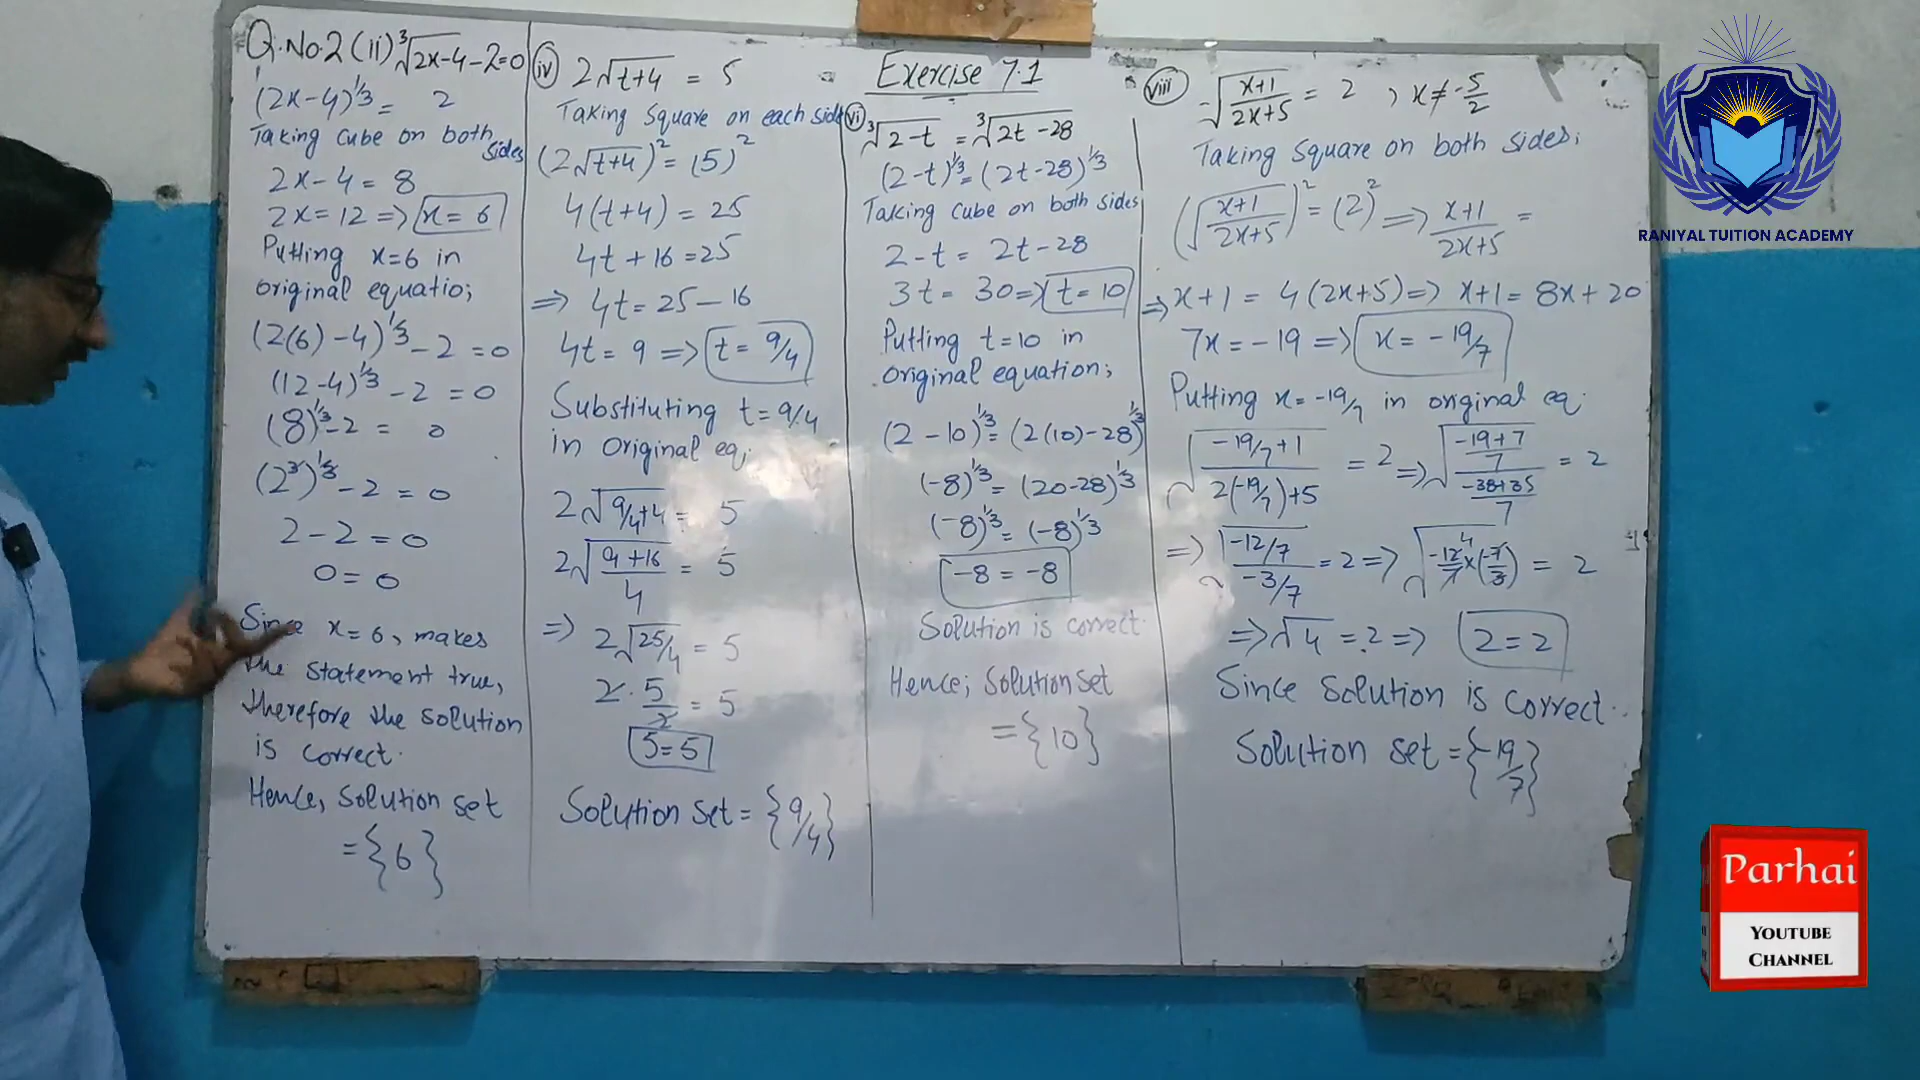 Exercise 7.1
Q.No.2 (ii) ³√2x-4 - 2=0
(2x-4)^1/3 = 2
Taking cube on both sides
2x-4 = 8
2x = 12 => x = 6
Putting x=6 in
original equatio;
(2(6)-4)^1/3 - 2 = 0
(12-4)^1/3 - 2 = 0
(8)^1/3 - 2 = 0
(2^3)^1/3 - 2 = 0
2 - 2 = 0
0 = 0
Since x=6, makes
the statement true,
therefore the solution
is correct.
Hence, Solution set
= {6}
(iv) 2√t+4 = 5
Taking square on each side
(2√t+4)^2 = (5)^2
4(t+4) = 25
4t+16 = 25
=> 4t = 25-16
4t = 9 => t = 9/4
Substituting t = 9/4
in original eq.
2√9/4+4 = 5
2√(9+16)/4 = 5
=> 2√25/4 = 5
2·5/2 = 5
5=5
Solution set = {9/4}
(vi) ³√2-t = ³√2t-28
(2-t)^1/3 = (2t-28)^1/3
Taking cube on both sides
2-t = 2t-28
3t = 30 => t = 10
Putting t=10 in
original equation;
(2-10)^1/3 = (2(10)-28)^1/3
(-8)^1/3 = (20-28)^1/3
(-8)^1/3 = (-8)^1/3
-8 = -8
Solution is correct.
Hence; Solution Set
= {10}
(viii) √(x+1)/(2x+5) = 2 , x ≠ -5/2
Taking square on both sides;
(√(x+1)/(2x+5))^2 = (2)^2 => (x+1)/(2x+5) =
=> x+1 = 4(2x+5) => x+1 = 8x+20
7x = -19 => x = -19/7
Putting x = -19/7 in original eq.
√(-19/7+1)/(2(-19/7)+5) = 2 => √((-19+7)/7)/((-38+35)/7) = 2
=> √(-12/7)/(-3/7) = 2 => √-12/7 x (-7/3) = 2
=> √4 = 2 => 2 = 2
Since Solution is correct.
Solution set = {-19/7}
RANIYAL TUITION ACADEMY
Parhai
YOUTUBE
CHANNEL